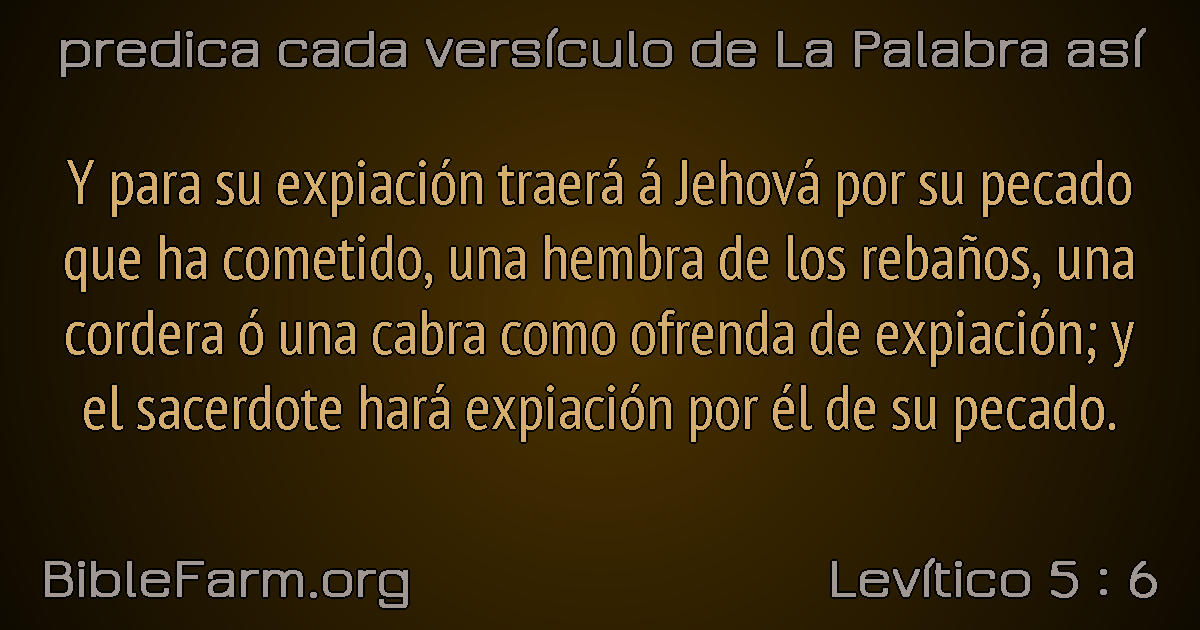 predica cada versículo de La Palabra así
Y para su expiación traerá á Jehová por su pecado
que ha cometido, una hembra de los rebaños, una
cordera ó una cabra como ofrenda de expiación; y
el sacerdote hará expiación por él de su pecado.
BibleFarm.org
Levítico 5 : 6